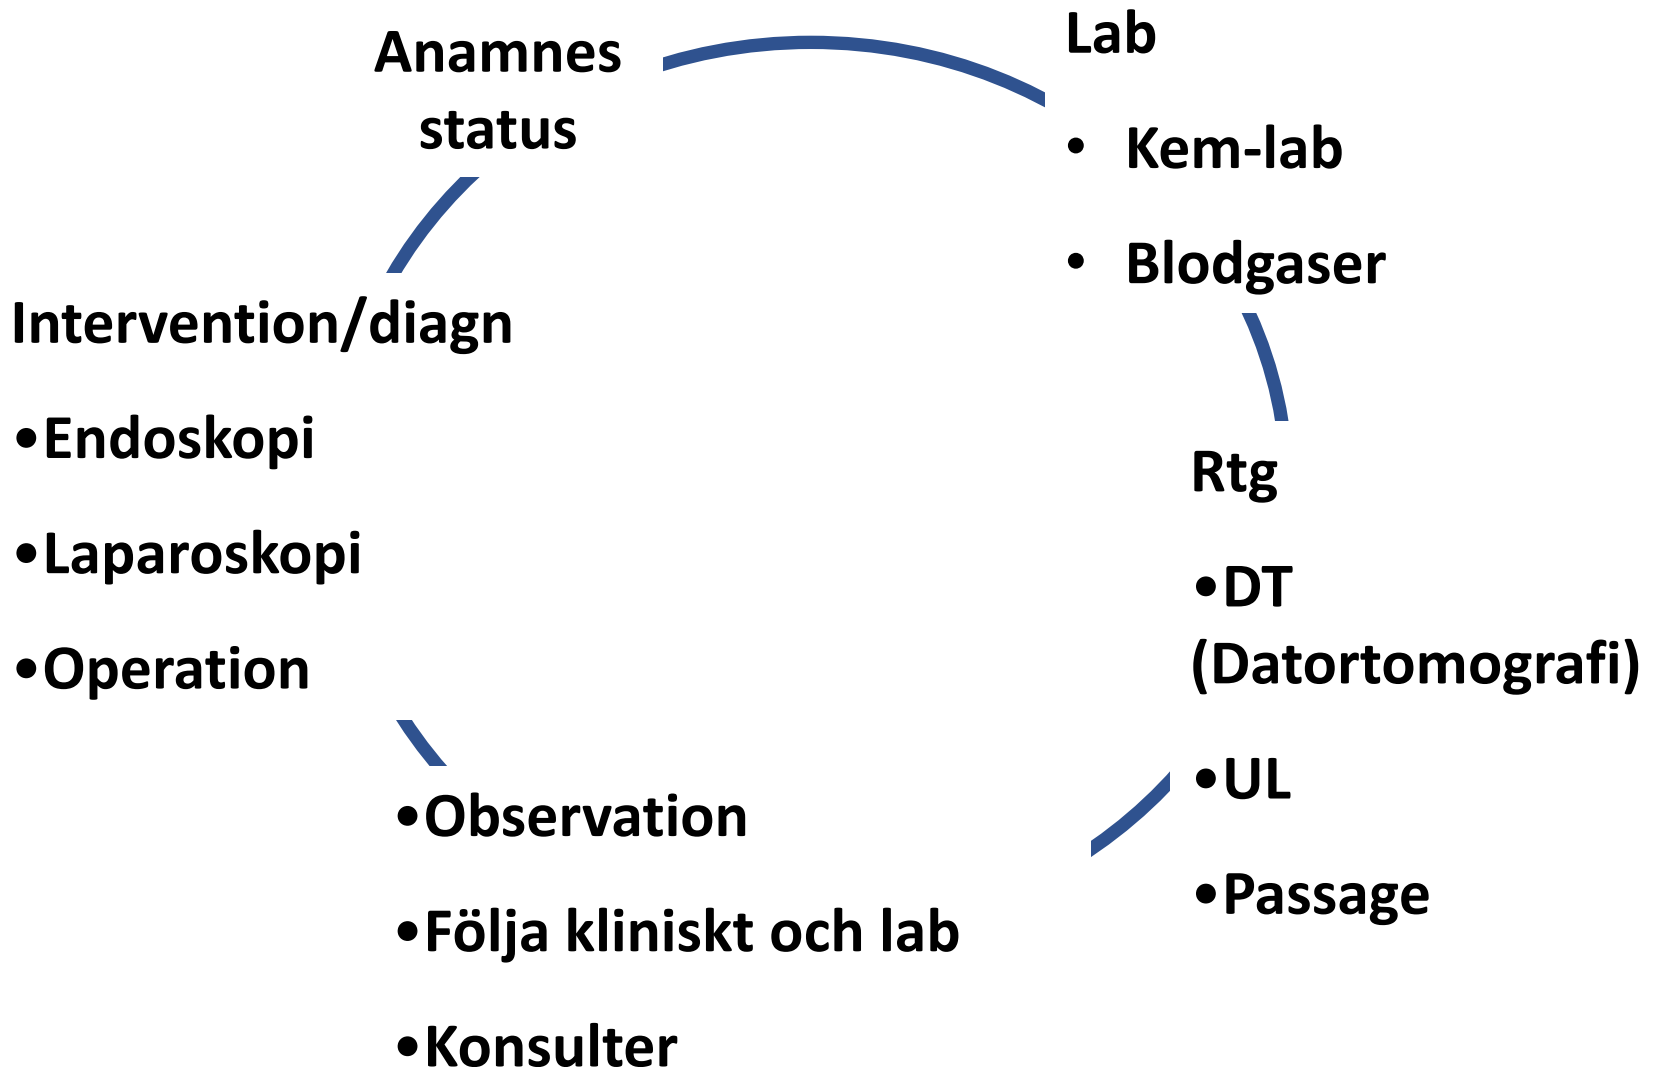 Anamnes
status
Lab
• Kem-lab
• Blodgaser
Rtg
•DT
(Datortomografi)
•UL
•Passage
•Observation
•Följa kliniskt och lab
•Konsulter
Intervention/diagn
•Endoskopi
•Laparoskopi
•Operation